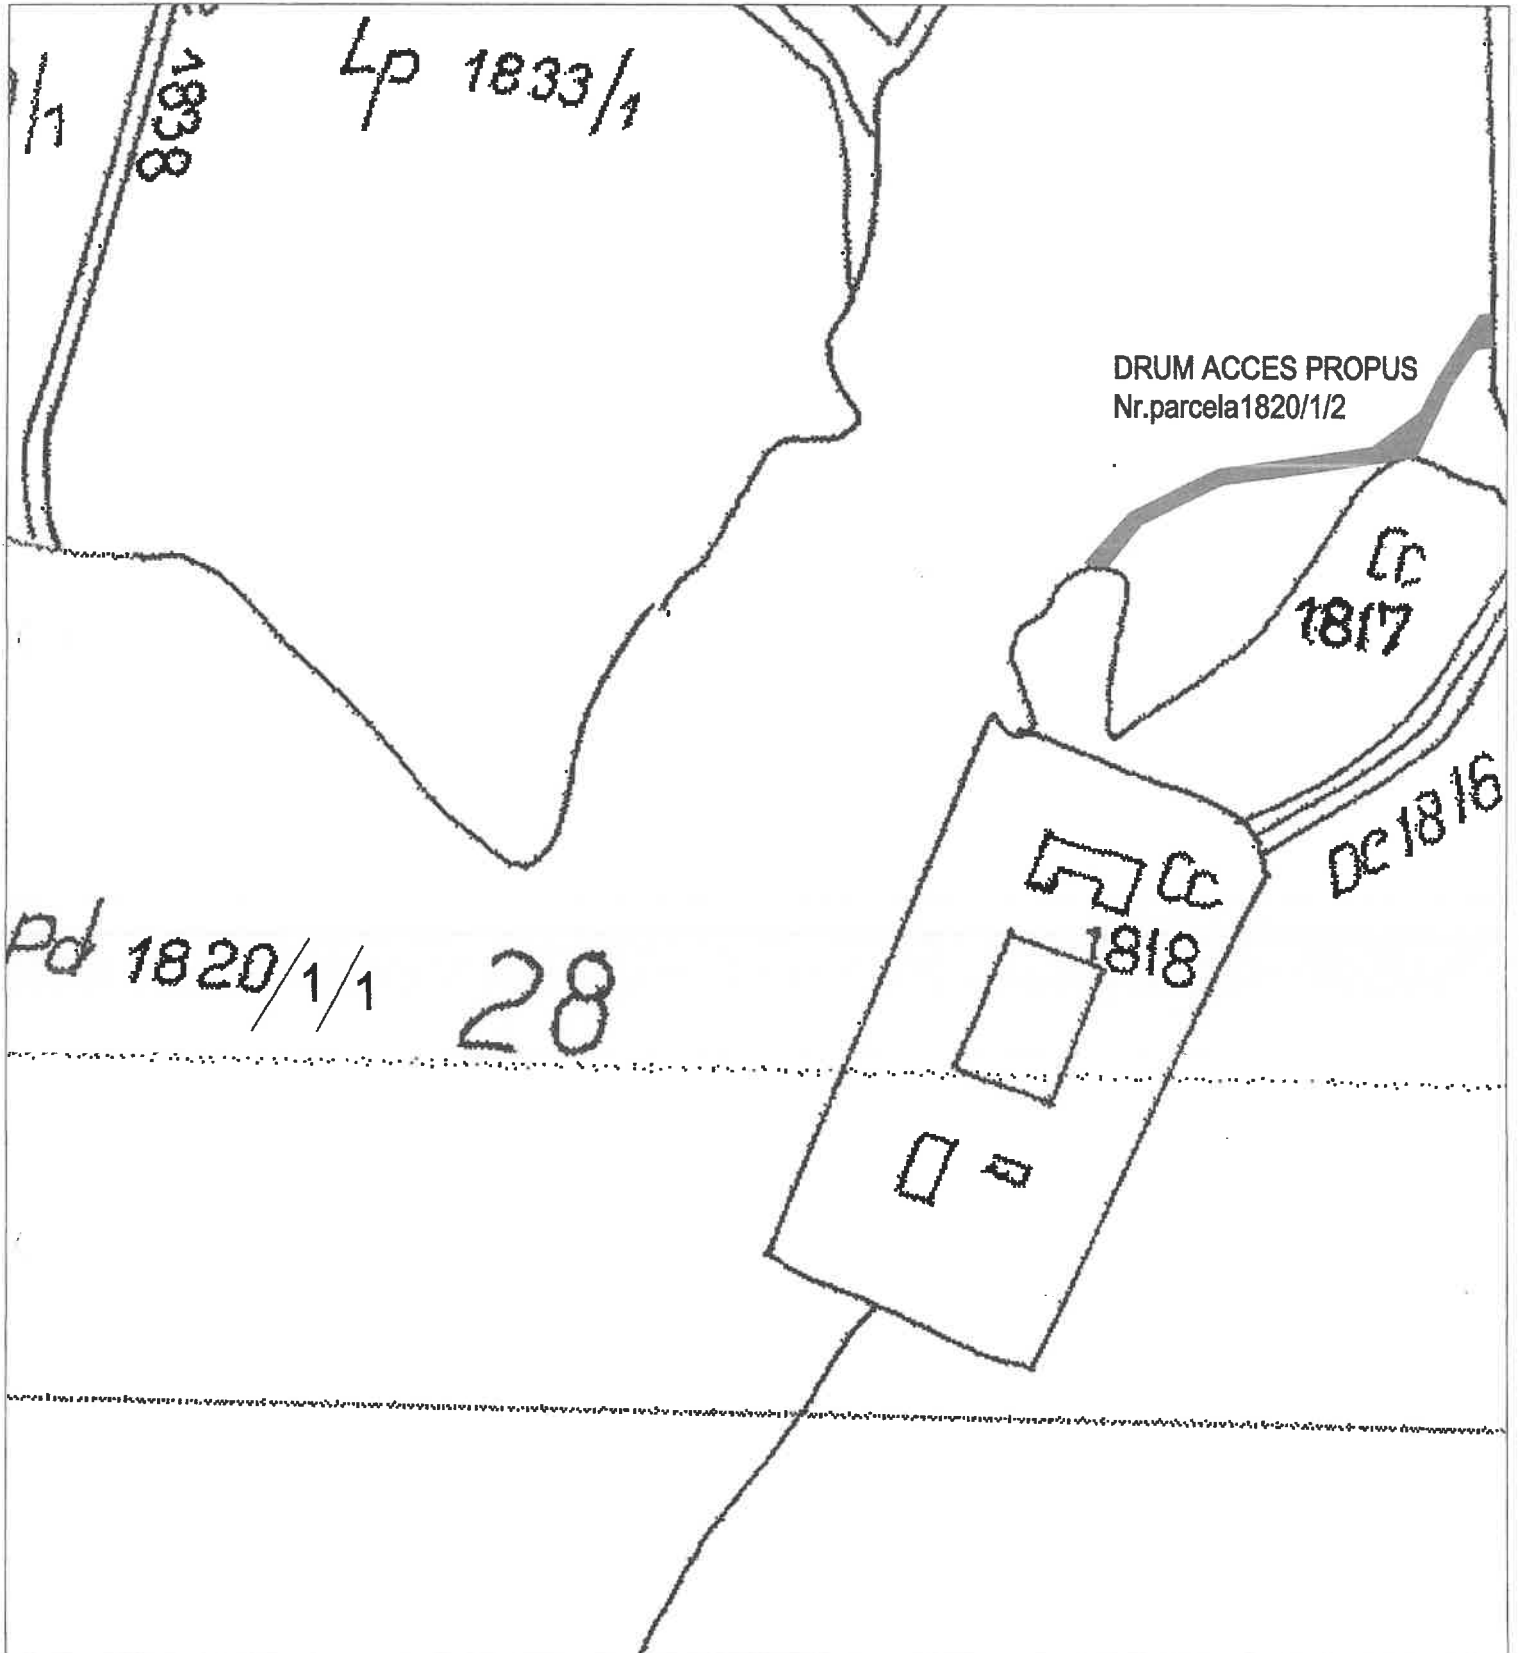 Lp 1833/1
/1
1838
DRUM ACCES PROPUS
Nr.parcela1820/1/2
Cc
1817
Dc 1816
Cc
1818
Pd 1820/1/1
28